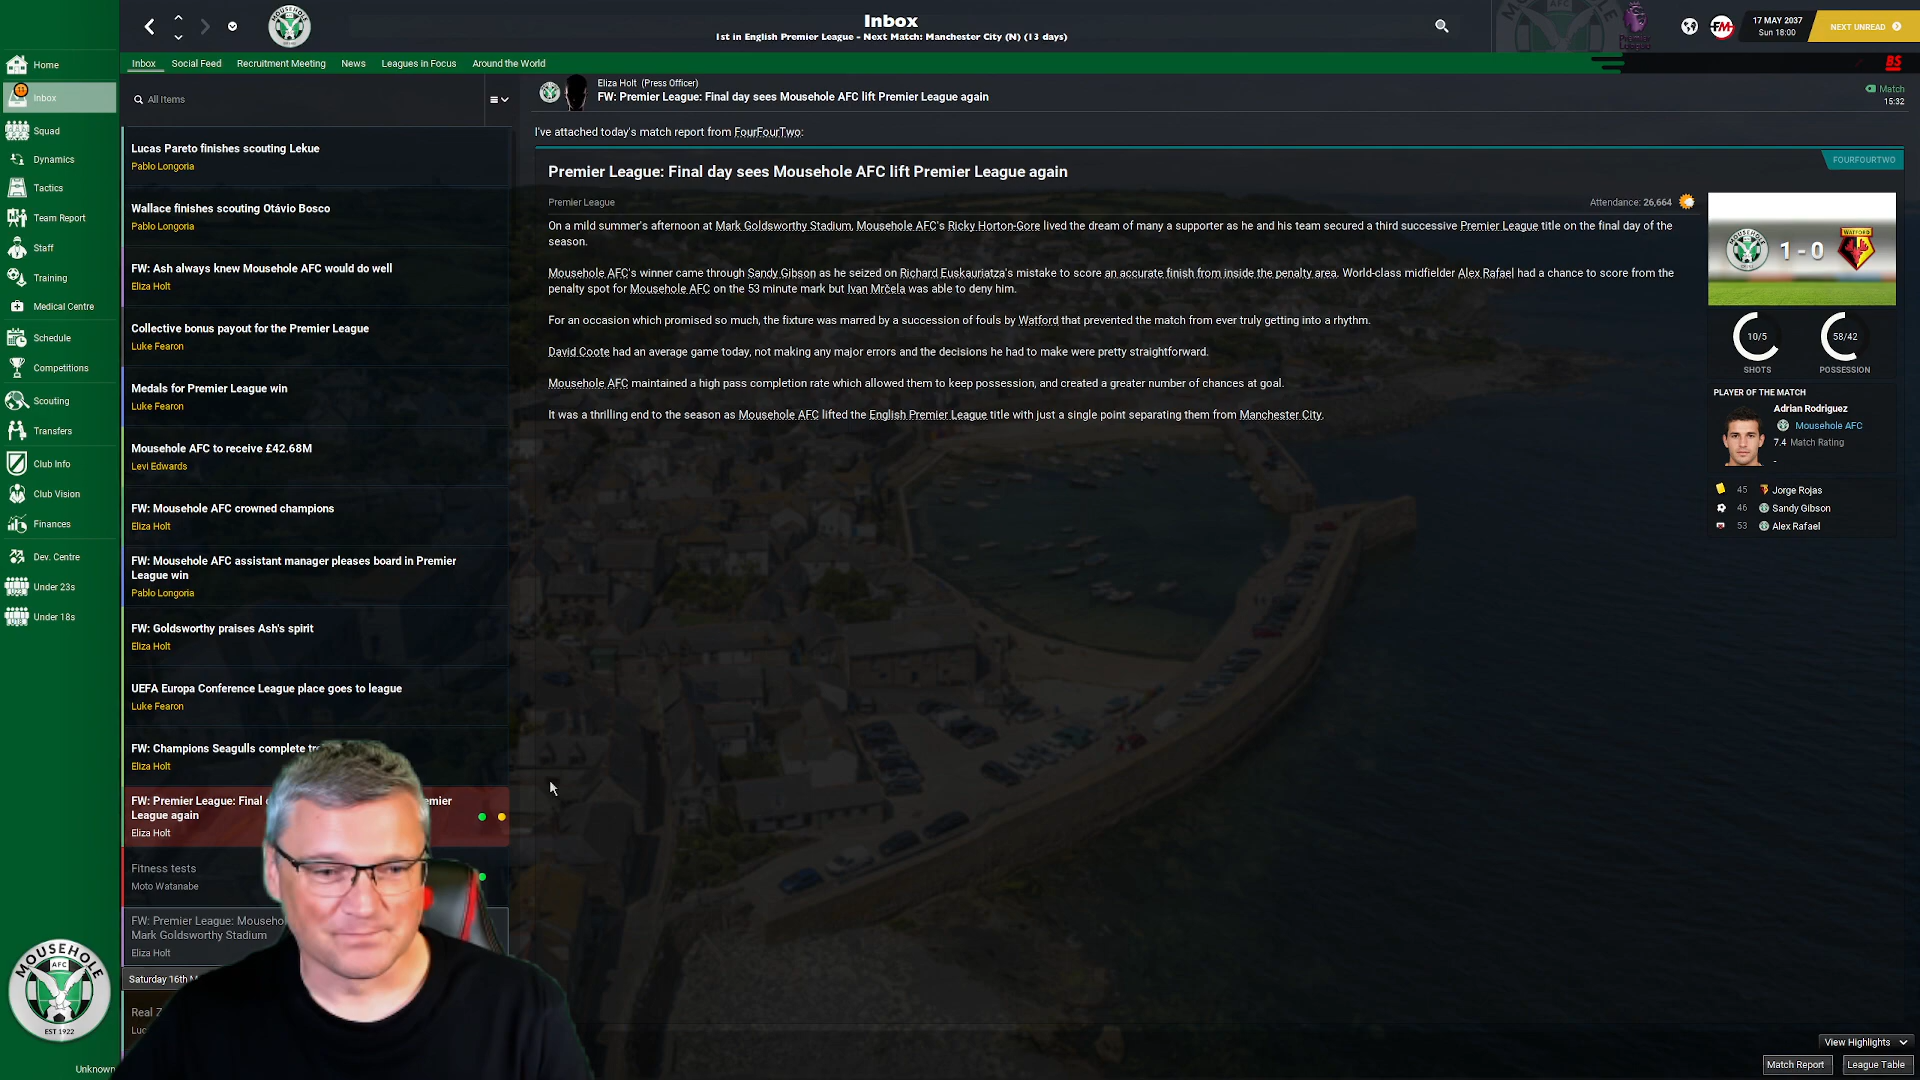 Inbox
1st in English Premier League - Next Match: Manchester City (N) (13 days)
17 MAY 2037
Sun 18:00
NEXT UNREAD
FM
Inbox
Social Feed
Recruitment Meeting
News
Leagues in Focus
Around the World
BS
Home
Inbox
Squad
Dynamics
Tactics
Team Report
Staff
Training
Medical Centre
Schedule
Competitions
Scouting
Transfers
Club Info
Club Vision
Finances
Dev. Centre
Under 23s
Under 18s
MOUSEHOLE
AFC
EST 1922
Unknown
All Items
Lucas Pareto finishes scouting Lekue
Pablo Longoria
Wallace finishes scouting Otávio Bosco
Pablo Longoria
FW: Ash always knew Mousehole AFC would do well
Eliza Holt
Collective bonus payout for the Premier League
Luke Fearon
Medals for Premier League win
Luke Fearon
Mousehole AFC to receive £42.68M
Levi Edwards
FW: Mousehole AFC crowned champions
Eliza Holt
FW: Mousehole AFC assistant manager pleases board in Premier
League win
Pablo Longoria
FW: Goldsworthy praises Ash's spirit
Eliza Holt
UEFA Europa Conference League place goes to league
Luke Fearon
FW: Champions Seagulls complete
Eliza Holt
FW: Premier League: Final
League again
Eliza Holt
Fitness tests
Moto Watanabe
FW: Premier League:
Mark Goldsworthy Stadium
Eliza Holt
Saturday 16th
Real
Eliza Holt (Press Officer)
FW: Premier League: Final day sees Mousehole AFC lift Premier League again
Match
15:32
I've attached today's match report from FourFourTwo:
FOURFOURTWO
Premier League: Final day sees Mousehole AFC lift Premier League again
Premier League
Attendance: 26,664
On a mild summer's afternoon at Mark Goldsworthy Stadium, Mousehole AFC's Ricky Horton-Gore lived the dream of many a supporter as he and his team secured a third successive Premier League title on the final day of the
season.
Mousehole AFC's winner came through Sandy Gibson as he seized on Richard Euskauriatza's mistake to score an accurate finish from inside the penalty area. World-class midfielder Alex Rafael had a chance to score from the
penalty spot for Mousehole AFC on the 53 minute mark but Ivan Mrčela was able to deny him.
For an occasion which promised so much, the fixture was marred by a succession of fouls by Watford that prevented the match from ever truly getting into a rhythm.
David Coote had an average game today, not making any major errors and the decisions he had to make were pretty straightforward.
Mousehole AFC maintained a high pass completion rate which allowed them to keep possession, and created a greater number of chances at goal.
It was a thrilling end to the season as Mousehole AFC lifted the English Premier League title with just a single point separating them from Manchester City.
1 - 0
WATFORD
10/5
SHOTS
58/42
POSSESSION
PLAYER OF THE MATCH
Adrian Rodriguez
Mousehole AFC
7.4 Match Rating
-
45 Jorge Rojas
46 Sandy Gibson
53 Alex Rafael
View Highlights
Match Report
League Table